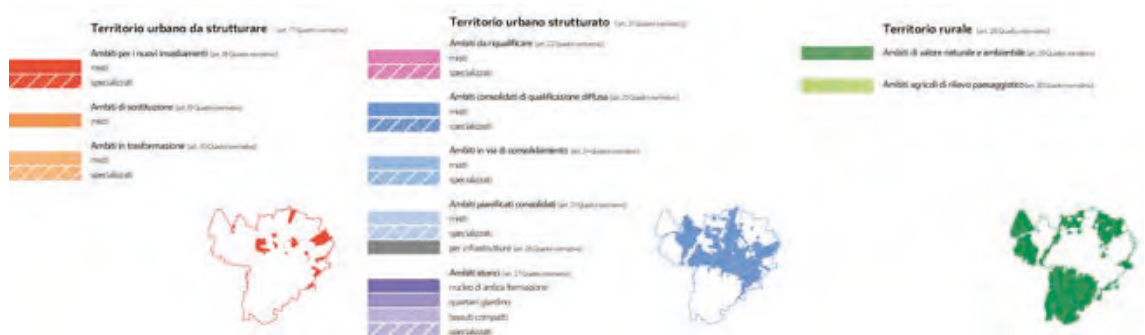 Territorio urbano da strutturare
Ambiti per i nuovi insediamenti
misti
specializzati
Ambiti di sostituzione
misti
Ambiti in trasformazione
misti
specializzati
Territorio urbano strutturato
Ambiti da riqualificare
misti
specializzati
Ambiti consolidati di qualificazione diffusa
misti
specializzati
Ambiti in via di consolidamento
misti
specializzati
Ambiti pianificati consolidati
misti
specializzati
per infrastrutture
Ambiti storici
nucleo di antica formazione
quartieri giardino
tessuti compatti
specializzati
Territorio rurale
Ambiti di valore naturale e ambientale
Ambiti agricoli di rilievo paesaggistico